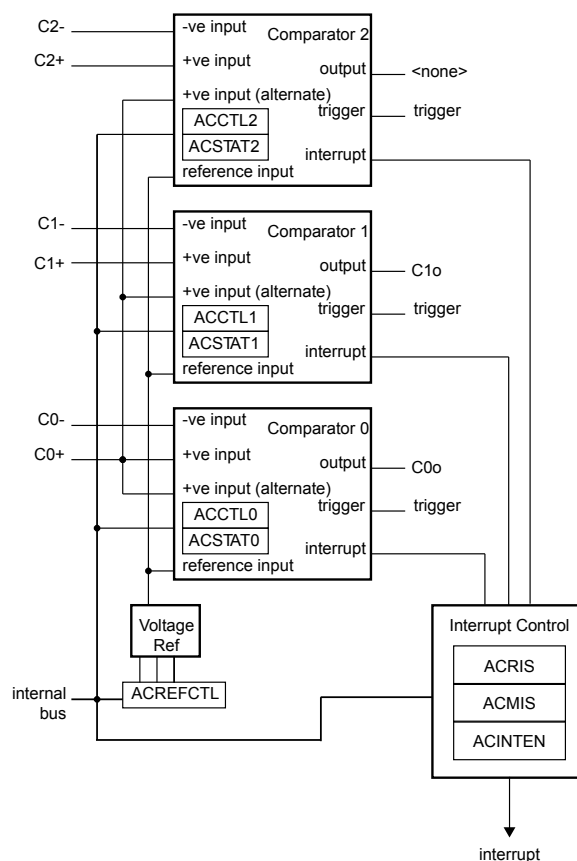 C2-
-ve input
Comparator 2
C2+
+ve input
output
<none>
+ve input (alternate)
trigger
trigger
ACCTL2
ACSTAT2
interrupt
reference input
C1-
-ve input
Comparator 1
C1+
+ve input
output
C1o
+ve input (alternate)
trigger
trigger
ACCTL1
ACSTAT1
interrupt
reference input
C0-
-ve input
Comparator 0
C0+
+ve input
output
C0o
+ve input (alternate)
trigger
trigger
ACCTL0
ACSTAT0
interrupt
reference input
Voltage
Ref
Interrupt Control
ACRIS
ACMIS
ACINTEN
internal
bus
ACREFCTL
interrupt